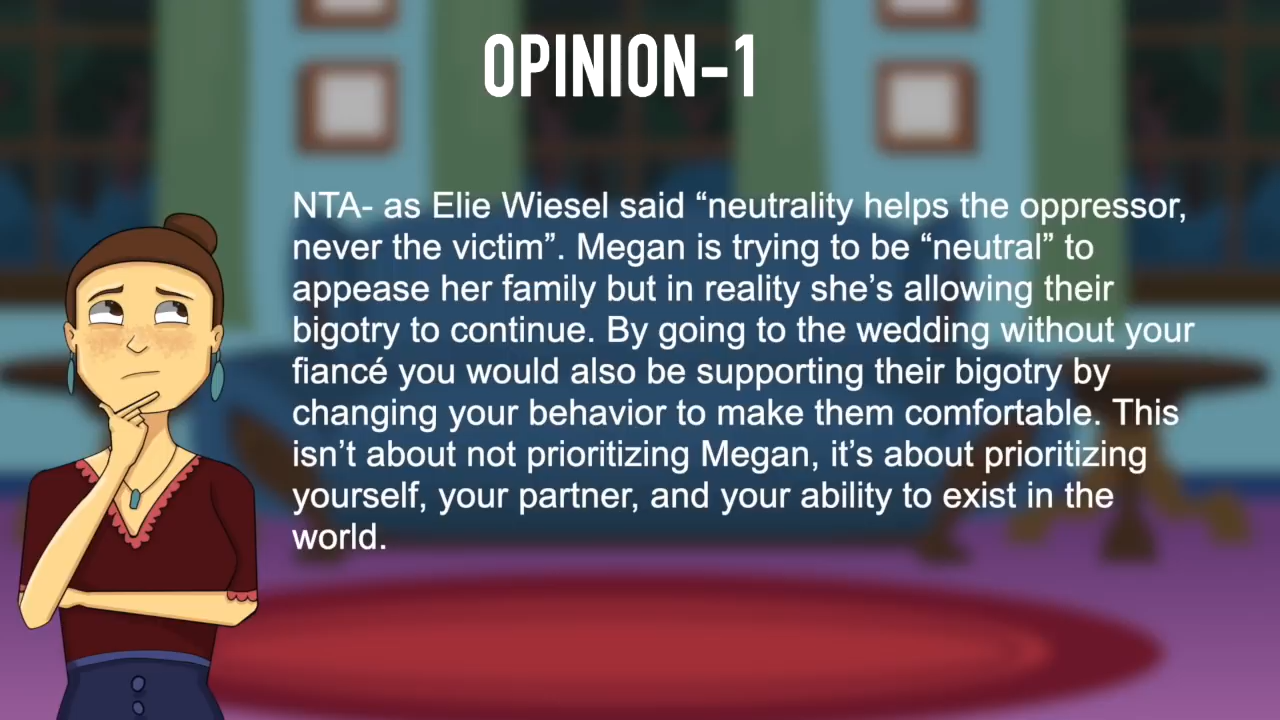 OPINION-1
NTA- as Elie Wiesel said “neutrality helps the oppressor,
never the victim”. Megan is trying to be “neutral” to
appease her family but in reality she’s allowing their
bigotry to continue. By going to the wedding without your
fiancé you would also be supporting their bigotry by
changing your behavior to make them comfortable. This
isn’t about not prioritizing Megan, it’s about prioritizing
yourself, your partner, and your ability to exist in the
world.